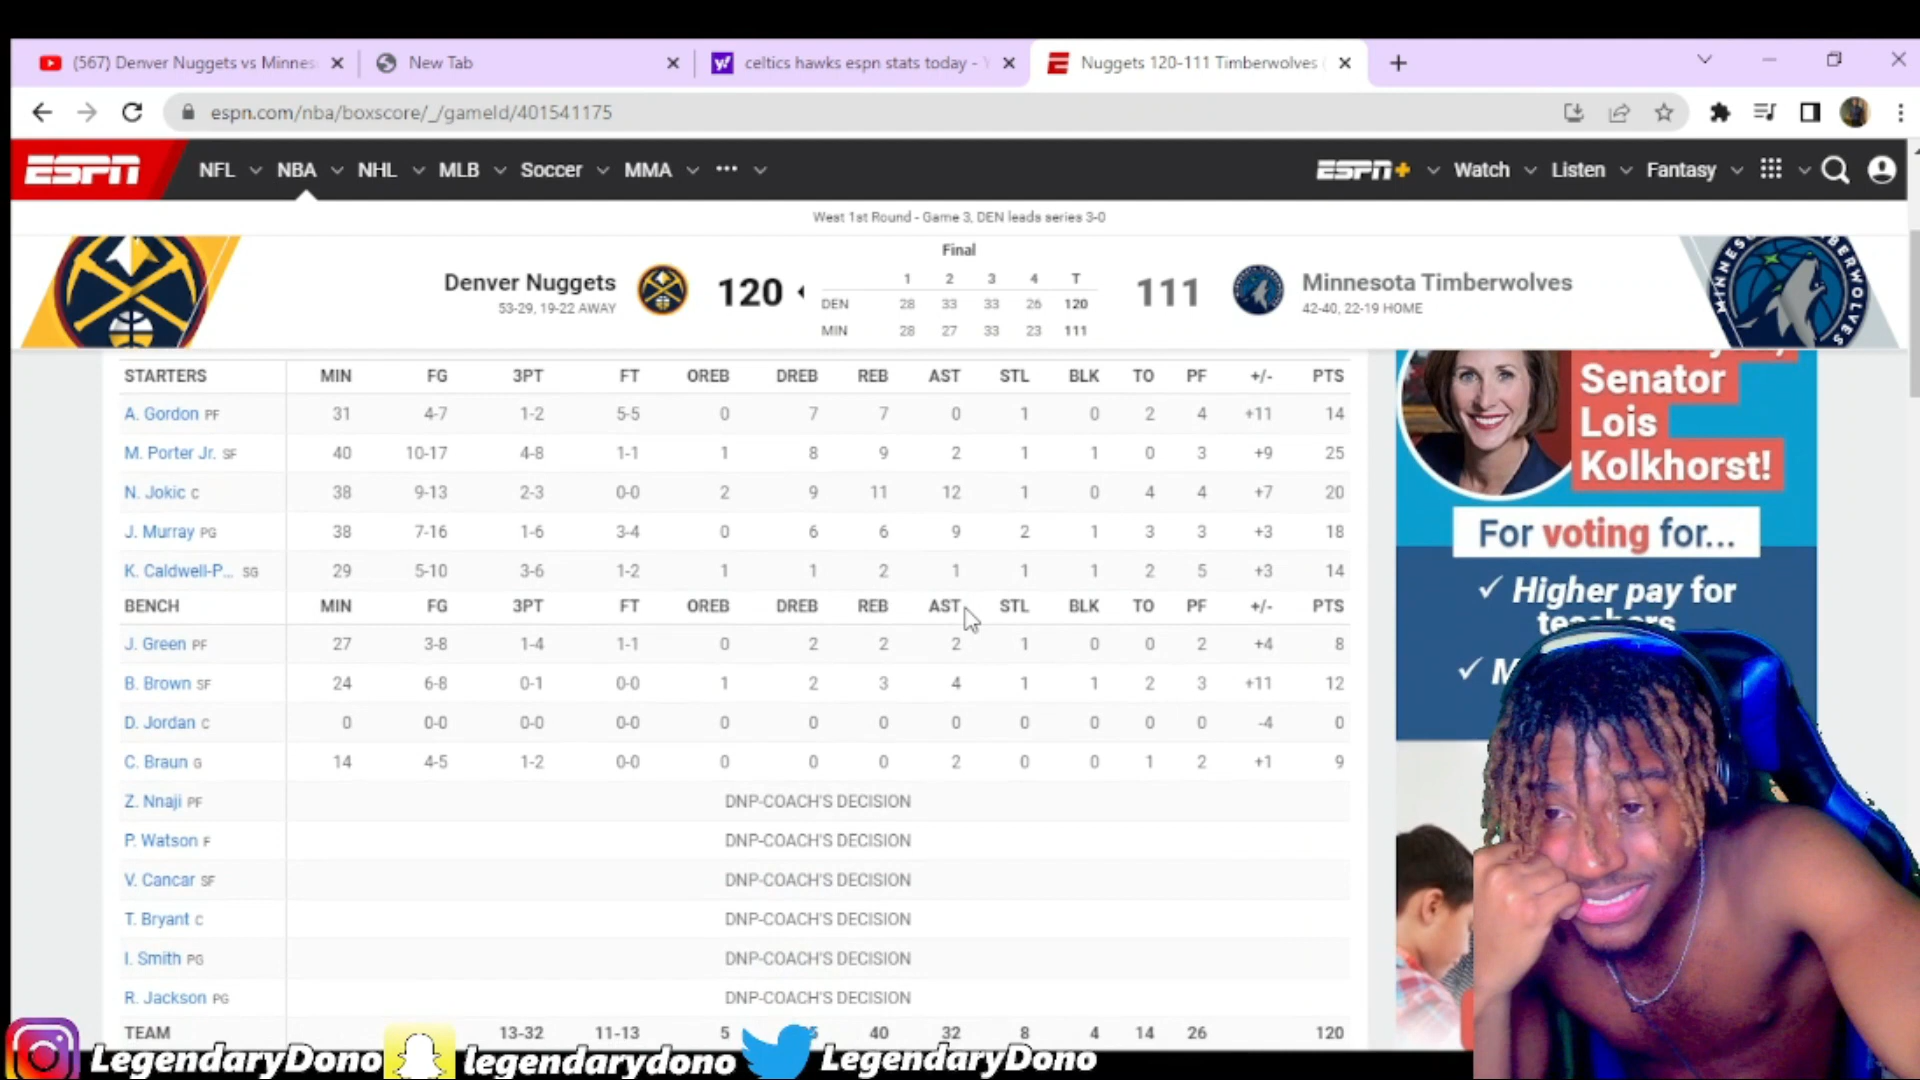 (567) Denver Nuggets vs Minnes
New Tab
celtics hawks espn stats today -
Nuggets 120-111 Timberwolves
espn.com/nba/boxscore/_/gameId/401541175
ESPN NFL NBA NHL MLB Soccer MMA ... ESPN+ Watch Listen Fantasy
West 1st Round - Game 3, DEN leads series 3-0
Final
Denver Nuggets
53-29, 19-22 AWAY
120
1 2 3 4 T
DEN 28 33 33 26 120
MIN 28 27 33 23 111
111
Minnesota Timberwolves
42-40, 22-19 HOME
STARTERS MIN FG 3PT FT OREB DREB REB AST STL BLK TO PF +/- PTS
A. Gordon PF 31 4-7 1-2 5-5 0 7 7 0 1 0 2 4 +11 14
M. Porter Jr. SF 40 10-17 4-8 1-1 1 8 9 2 1 1 0 3 +9 25
N. Jokic C 38 9-13 2-3 0-0 2 9 11 12 1 0 4 4 +7 20
J. Murray PG 38 7-16 1-6 3-4 0 6 6 9 2 1 3 3 +3 18
K. Caldwell-P... SG 29 5-10 3-6 1-2 1 1 2 1 1 1 2 5 +3 14
BENCH MIN FG 3PT FT OREB DREB REB AST STL BLK TO PF +/- PTS
J. Green PF 27 3-8 1-4 1-1 0 2 2 2 1 0 0 2 +4 8
B. Brown SF 24 6-8 0-1 0-0 1 2 3 4 1 1 2 3 +11 12
D. Jordan C 0 0-0 0-0 0-0 0 0 0 0 0 0 0 0 -4 0
C. Braun G 14 4-5 1-2 0-0 0 0 0 2 0 0 1 2 +1 9
Z. Nnaji PF DNP-COACH'S DECISION
P. Watson F DNP-COACH'S DECISION
V. Cancar SF DNP-COACH'S DECISION
T. Bryant C DNP-COACH'S DECISION
I. Smith PG DNP-COACH'S DECISION
R. Jackson PG DNP-COACH'S DECISION
TEAM 13-32 11-13 5 40 32 8 4 14 26 120
Senator
Lois
Kolkhorst!
For voting for...
✓ Higher pay for
teachers
✓ M
LegendaryDono legendarydono LegendaryDono